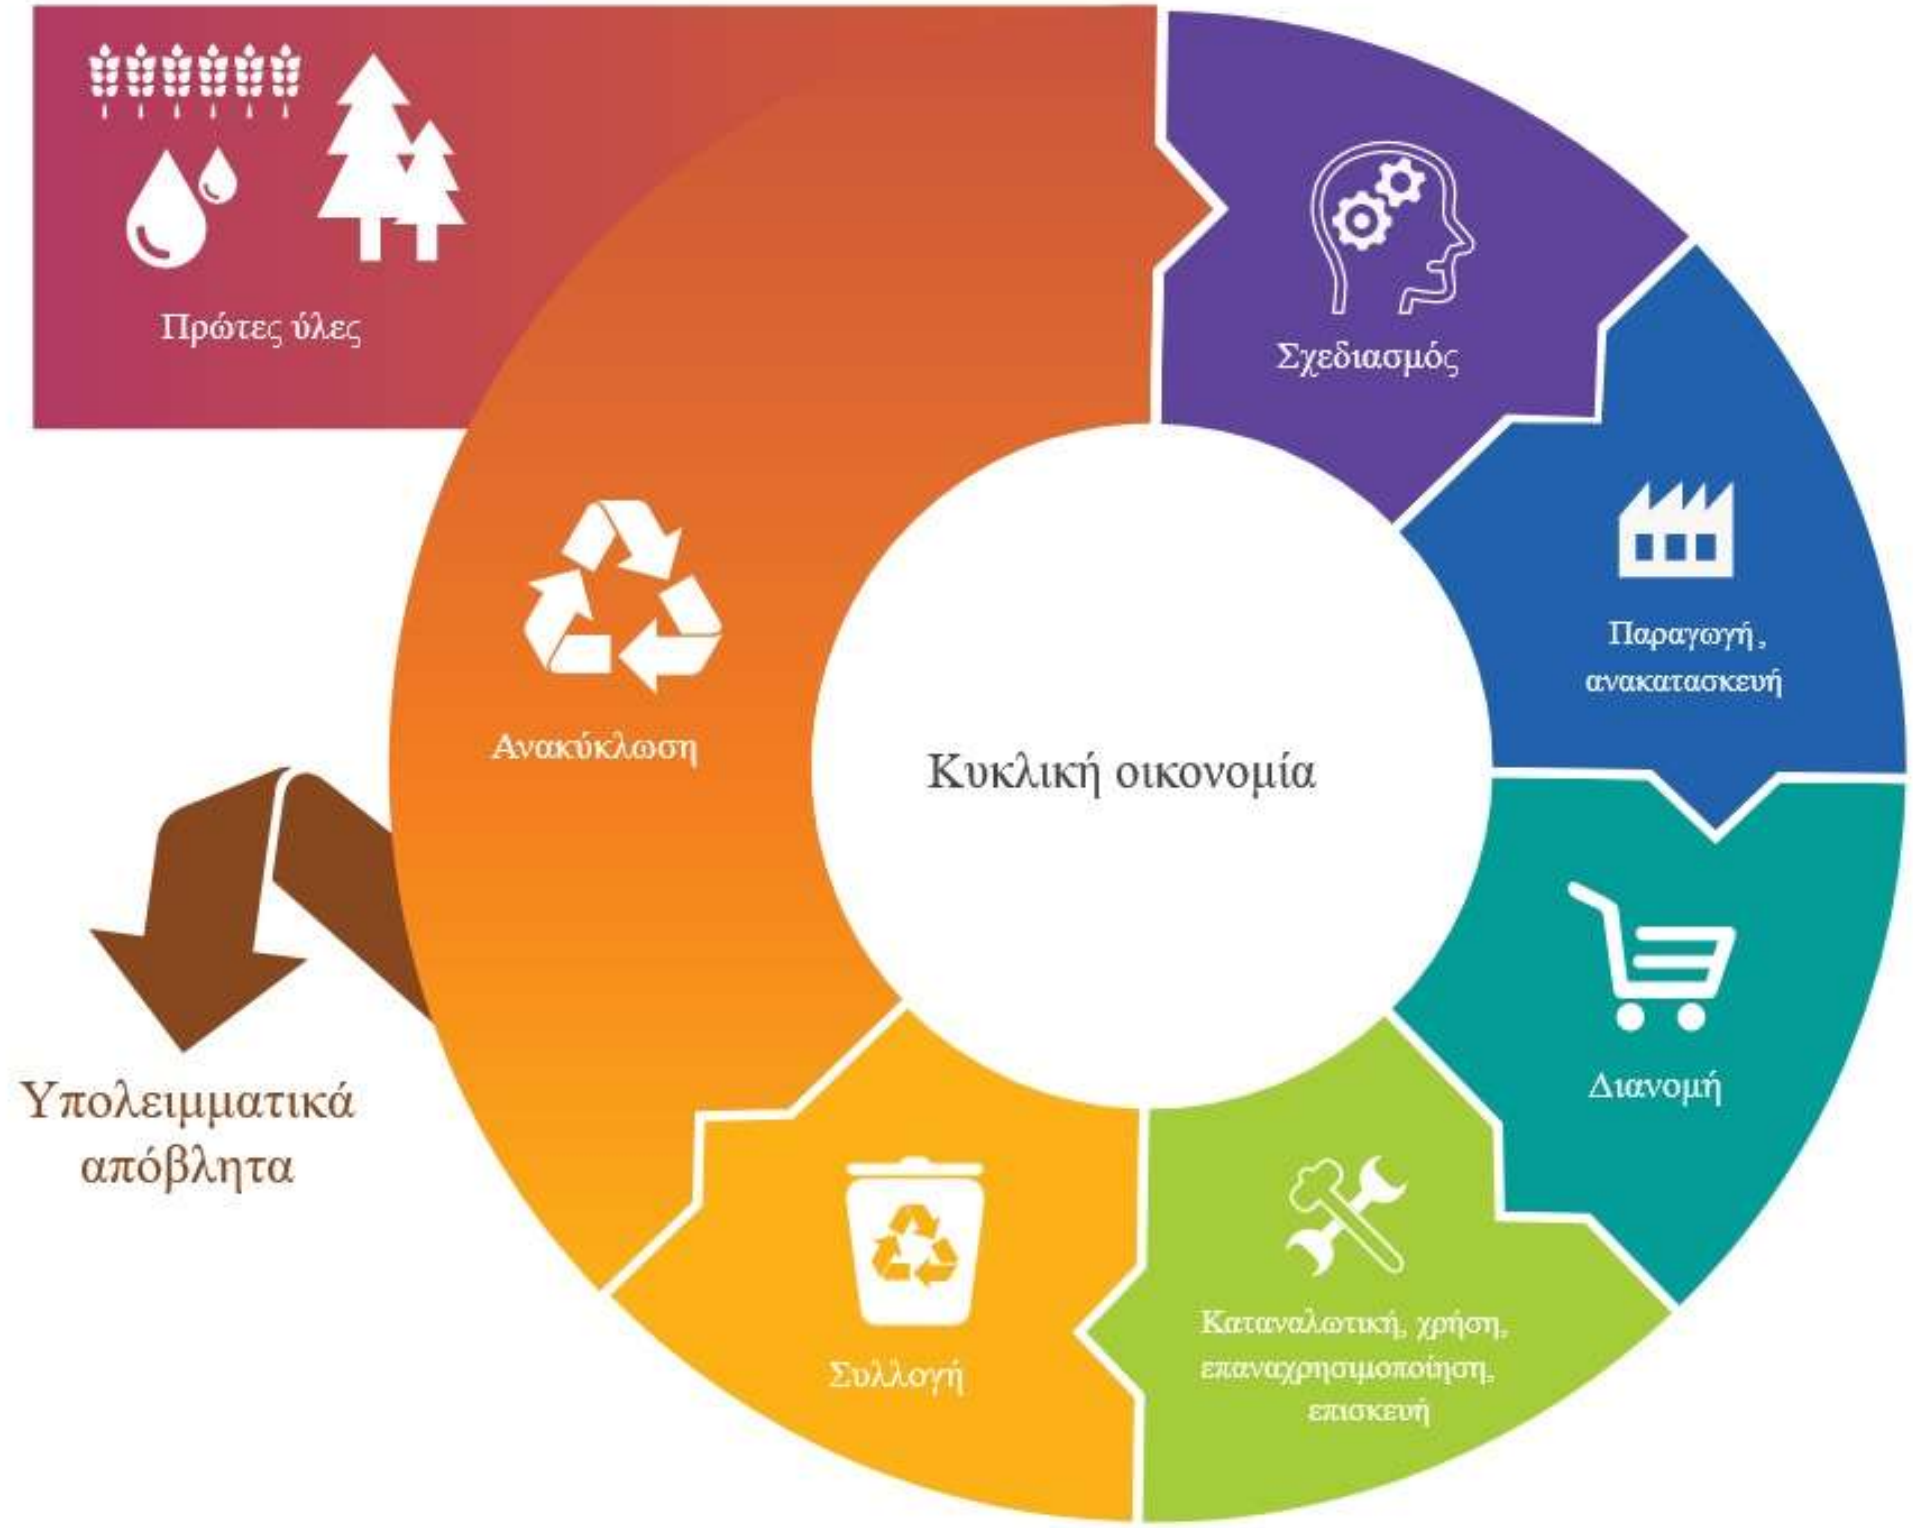 Πρώτες ύλες
Σχεδιασμός
Παραγωγή,
ανακατασκευή
Διανομή
Καταναλωτική, χρήση,
επαναχρησιμοποίηση,
επισκευή
Συλλογή
Ανακύκλωση
Υπολειμματικά
απόβλητα
Κυκλική οικονομία